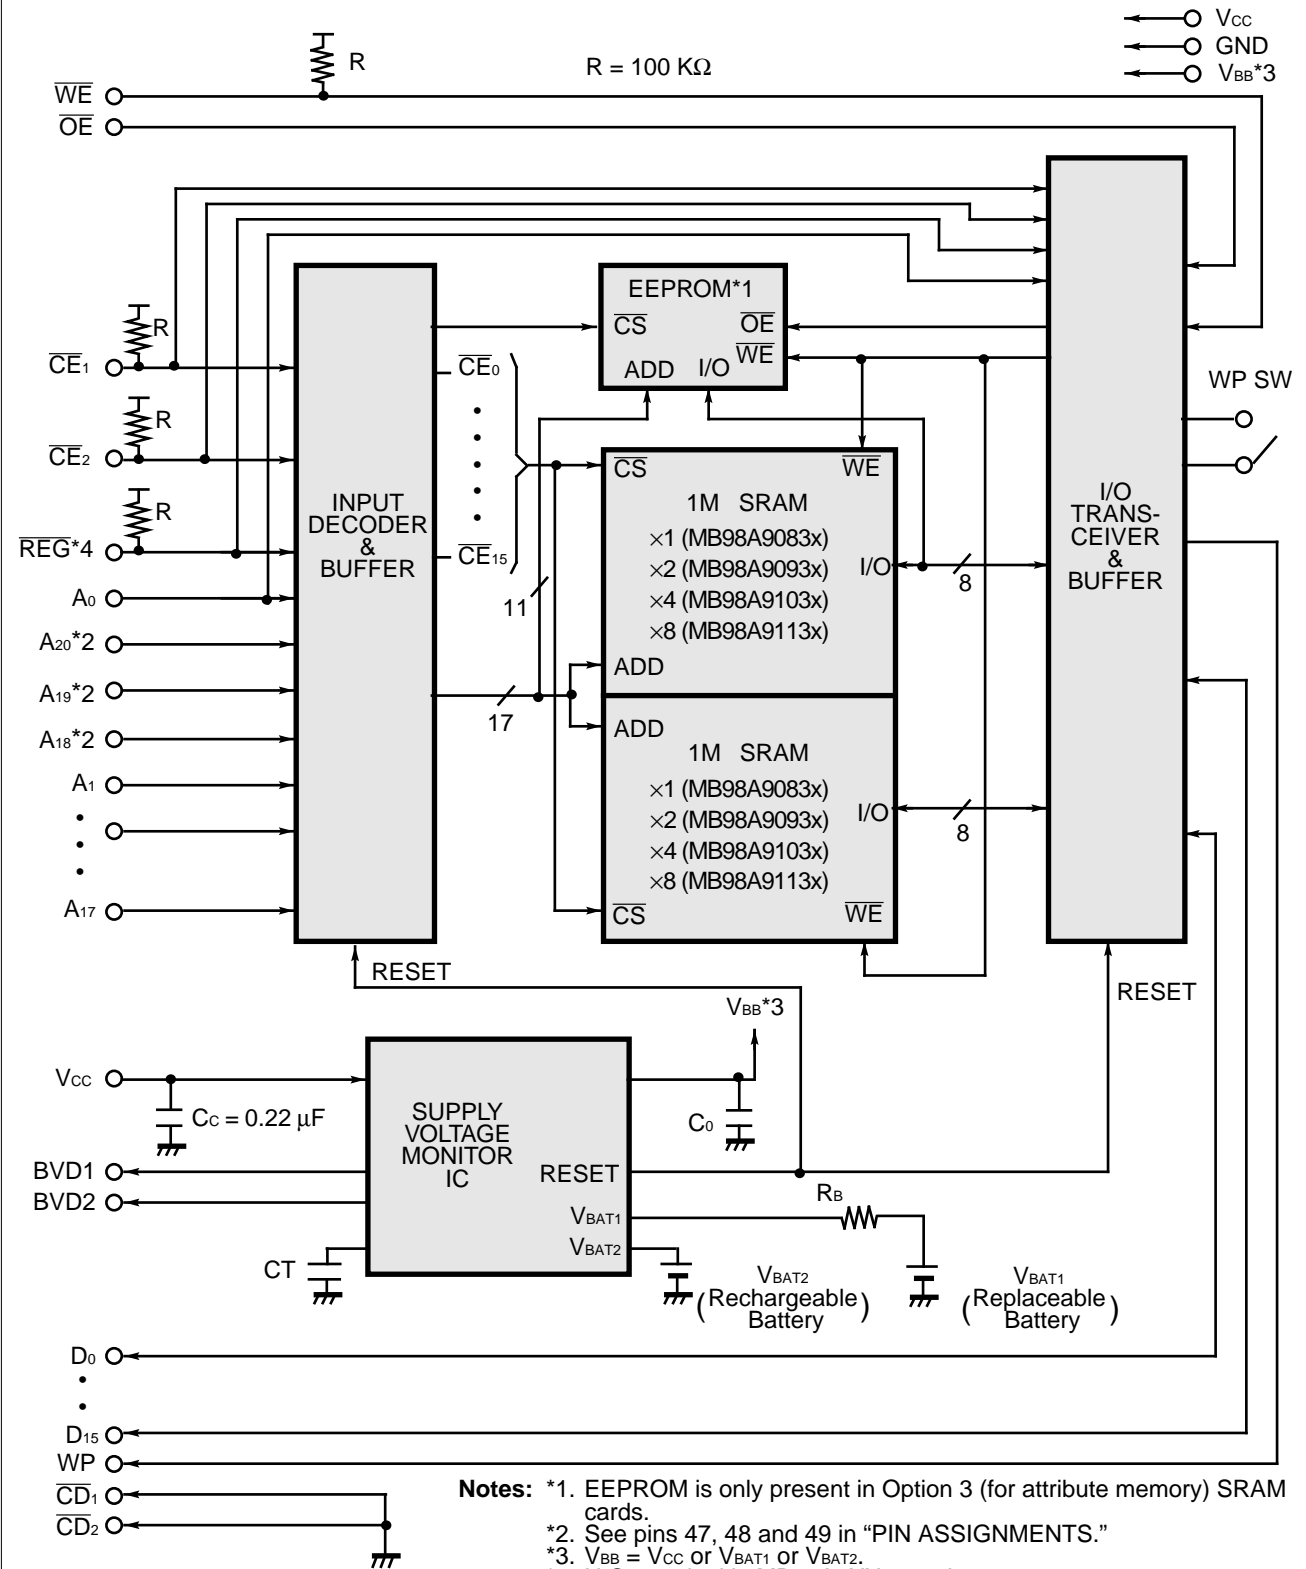 VCC
GND
VBB*3
R
R = 100 KΩ
WE
OE
R
CE1
R
CE2
R
REG*4
A0
A20*2
A19*2
A18*2
A1
A17
INPUT
DECODER
&
BUFFER
EEPROM*1
CS
OE
WE
ADD
I/O
CE0
CE15
11
17
CS
WE
1M SRAM
×1 (MB98A9083x)
×2 (MB98A9093x)
×4 (MB98A9103x)
×8 (MB98A9113x)
I/O
8
ADD
ADD
1M SRAM
×1 (MB98A9083x)
×2 (MB98A9093x)
×4 (MB98A9103x)
×8 (MB98A9113x)
I/O
8
CS
WE
I/O
TRANS-
CEIVER
&
BUFFER
WP SW
RESET
RESET
VBB*3
VCC
CC = 0.22 µF
C0
SUPPLY
VOLTAGE
MONITOR
IC
RESET
VBAT1
VBAT2
BVD1
BVD2
CT
RB
VBAT2
(Rechargeable)
Battery
VBAT1
(Replaceable)
Battery
D0
D15
WP
CD1
CD2
Notes: *1. EEPROM is only present in Option 3 (for attribute memory) SRAM
cards.
*2. See pins 47, 48 and 49 in “PIN ASSIGNMENTS.”
*3. VBB = VCC or VBAT1 or VBAT2.